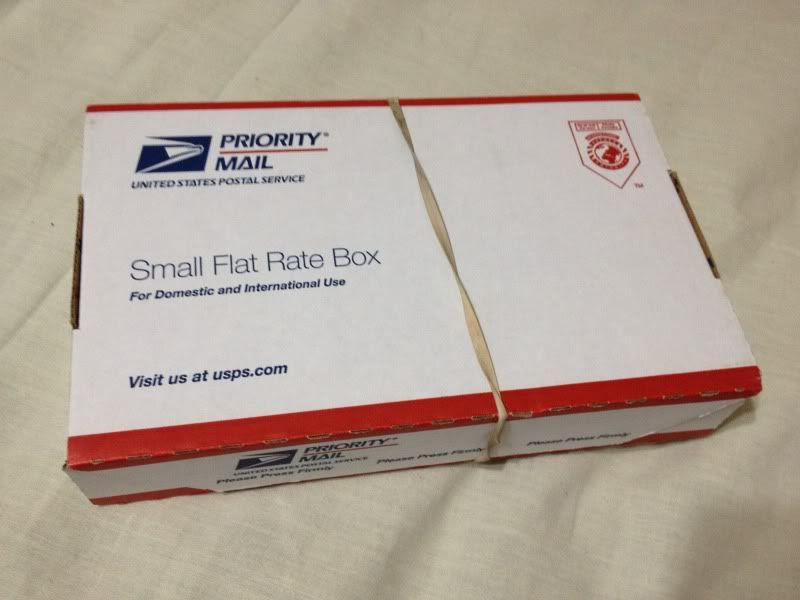 PRIORITY®
MAIL
UNITED STATES POSTAL SERVICE
TM
Small Flat Rate Box
For Domestic and International Use
Visit us at usps.com
PRIORITY®
MAIL
UNITED STATES POSTAL SERVICE
Please Press Firmly
Please Press Firmly
Please Press Firmly